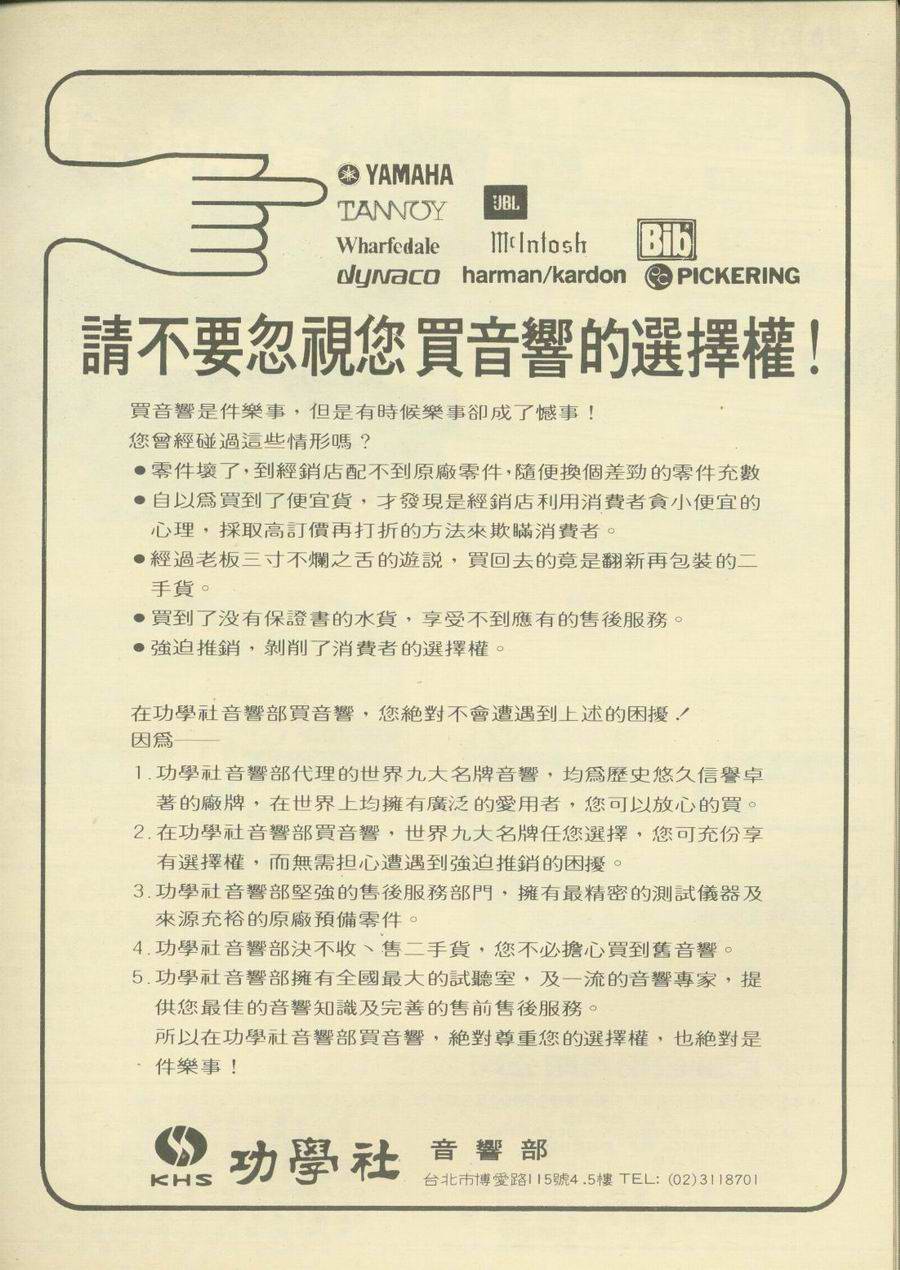 YAMAHA
TANNOY JBL
Wharfedale McIntosh Bib
dynaco harman/kardon PICKERING
請不要忽視您買音響的選擇權！
買音響是件樂事，但是有時候樂事卻成了憾事！
您曾經碰過這些情形嗎？
●零件壞了，到經銷店配不到原廠零件，隨便換個差勁的零件充數
●自以爲買到了便宜貨，才發現是經銷店利用消費者貪小便宜的
心理，採取高訂價再打折的方法來欺瞞消費者。
●經過老板三寸不爛之舌的遊説，買回去的竟是翻新再包裝的二
手貨。
●買到了没有保證書的水貨，享受不到應有的售後服務。
●強迫推銷，剝削了消費者的選擇權。
在功學社音響部買音響，您絕對不會遭遇到上述的困擾！
因爲——
1.功學社音響部代理的世界九大名牌音響，均爲歷史悠久信譽卓
著的廠牌，在世界上均擁有廣泛的愛用者，您可以放心的買。
2.在功學社音響部買音響，世界九大名牌任您選擇，您可充份享
有選擇權，而無需担心遭遇到強迫推銷的困擾。
3.功學社音響部堅強的售後服務部門，擁有最精密的測試儀器及
來源充裕的原廠預備零件。
4.功學社音響部決不收、售二手貨，您不必擔心買到舊音響。
5.功學社音響部擁有全國最大的試聽室，及一流的音響專家，提
供您最佳的音響知識及完善的售前售後服務。
所以在功學社音響部買音響，絕對尊重您的選擇權，也絕對是
件樂事！
KHS 功學社 音響部
台北市博愛路115號4.5樓 TEL: (02)3118701